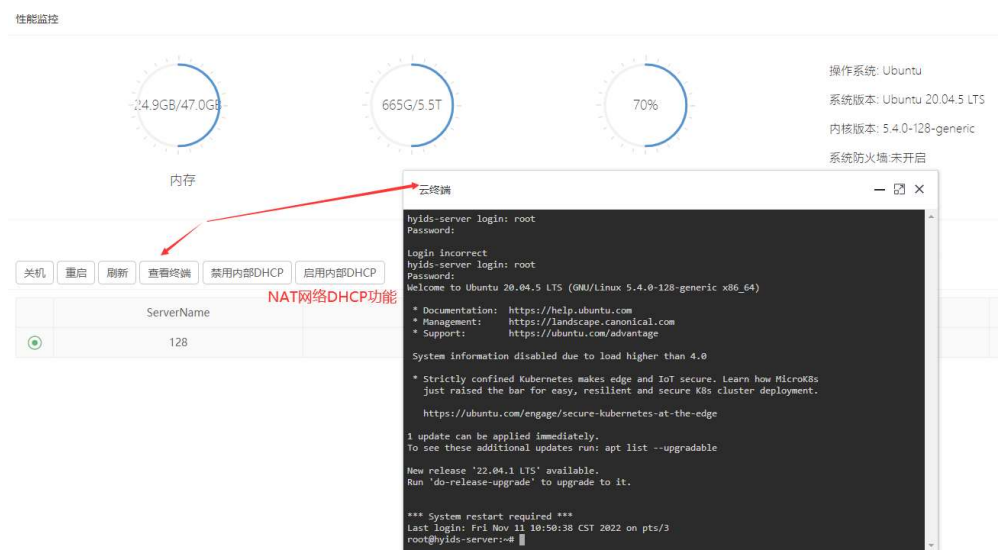 性能监控
24.9GB/47.0GB
665G/5.5T
70%
操作系统: Ubuntu
系统版本: Ubuntu 20.04.5 LTS
内核版本: 5.4.0-128-generic
系统防火墙:未开启
内存
云终端
hyids-server login: root
Password:
Login incorrect
hyids-server login: root
Password:
Welcome to Ubuntu 20.04.5 LTS (GNU/Linux 5.4.0-128-generic x86_64)
* Documentation: https://help.ubuntu.com
* Management: https://landscape.canonical.com
* Support: https://ubuntu.com/advantage
System information disabled due to load higher than 4.0
* Strictly confined Kubernetes makes edge and IoT secure. Learn how MicroK8s
just raised the bar for easy, resilient and secure K8s cluster deployment.
https://ubuntu.com/engage/secure-kubernetes-at-the-edge
1 update can be applied immediately.
To see these additional updates run: apt list --upgradable
New release '22.04.1 LTS' available.
Run 'do-release-upgrade' to upgrade to it.
*** System restart required ***
Last login: Fri Nov 11 10:50:38 CST 2022 on pts/3
root@hyids-server:~#
关机 重启 刷新 查看终端 禁用内部DHCP 启用内部DHCP
NAT网络DHCP功能
ServerName
128